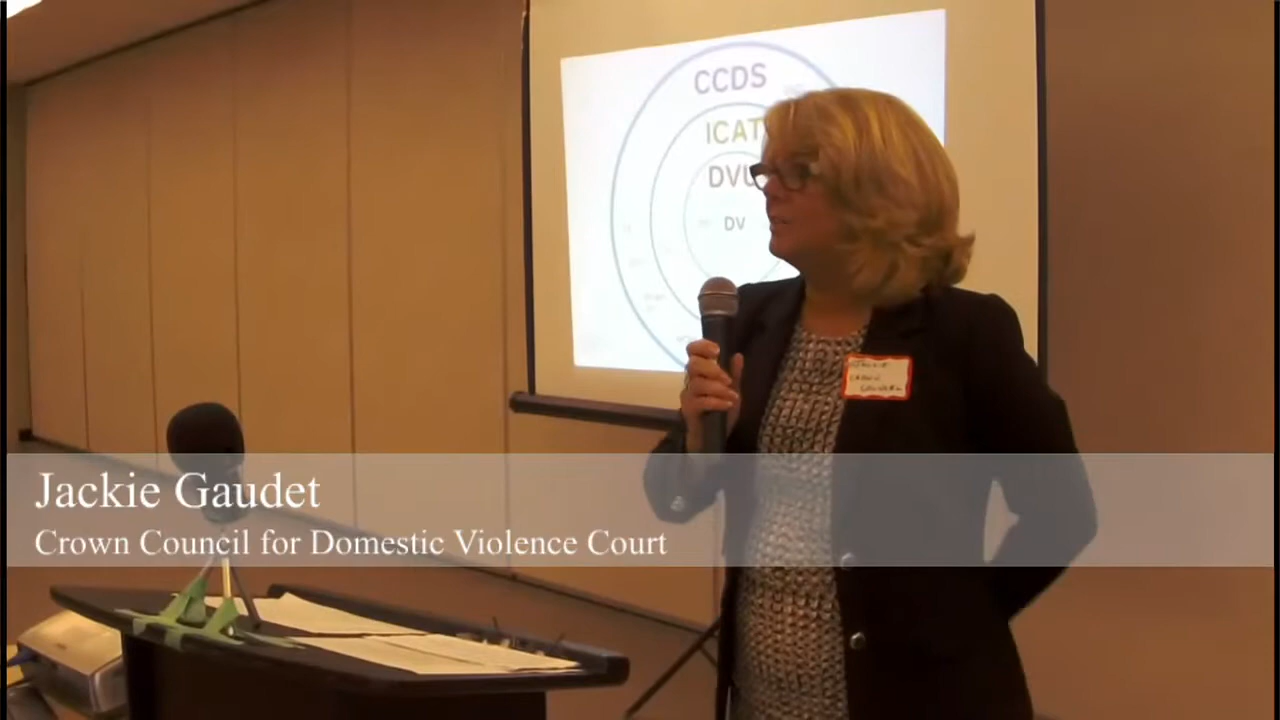 CCDS
ICAT
DVU
DV
Jackie Gaudet
Crown Council for Domestic Violence Court